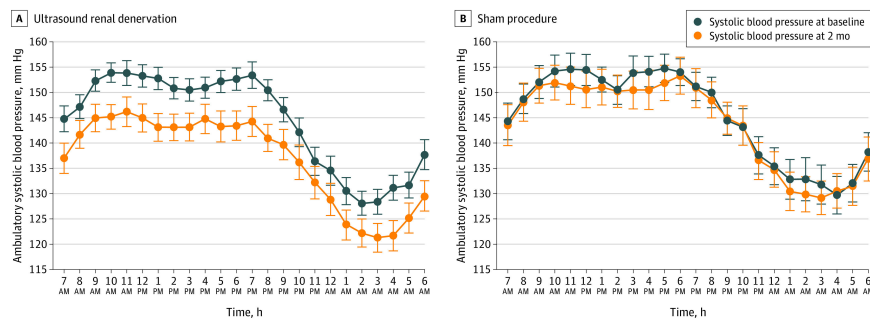 A Ultrasound renal denervation
160
155
150
145
140
135
130
125
120
115
Ambulatory systolic blood pressure, mm Hg
7 8 9 10 11 12 1 2 3 4 5 6 7 8 9 10 11 12 1 2 3 4 5 6
AM AM AM AM AM PM PM PM PM PM PM PM PM PM PM PM PM PM AM AM AM AM AM AM
Time, h
B Sham procedure
Systolic blood pressure at baseline
Systolic blood pressure at 2 mo
160
155
150
145
140
135
130
125
120
115
Ambulatory systolic blood pressure, mm Hg
7 8 9 10 11 12 1 2 3 4 5 6 7 8 9 10 11 12 1 2 3 4 5 6
AM AM AM AM AM PM PM PM PM PM PM PM PM PM PM PM PM PM AM AM AM AM AM AM
Time, h